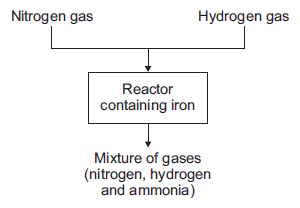 Nitrogen gas
Hydrogen gas
Reactor
containing iron
Mixture of gases
(nitrogen, hydrogen
and ammonia)